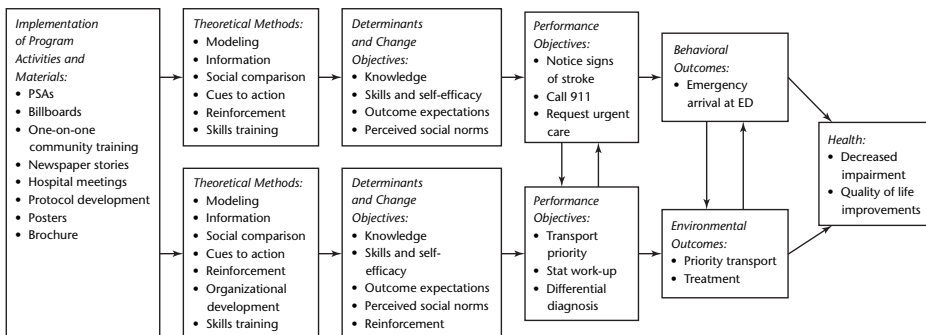 Implementation
of Program
Activities and
Materials:
• PSAs
• Billboards
• One-on-one
community training
• Newspaper stories
• Hospital meetings
• Protocol development
• Posters
• Brochure
Theoretical Methods:
• Modeling
• Information
• Social comparison
• Cues to action
• Reinforcement
• Skills training
Determinants
and Change
Objectives:
• Knowledge
• Skills and self-efficacy
• Outcome expectations
• Perceived social norms
Performance
Objectives:
• Notice signs
of stroke
• Call 911
• Request urgent
care
Behavioral
Outcomes:
• Emergency
arrival at ED
Theoretical Methods:
• Modeling
• Information
• Social comparison
• Cues to action
• Reinforcement
• Organizational
development
• Skills training
Determinants
and Change
Objectives:
• Knowledge
• Skills and self-
efficacy
• Outcome expectations
• Perceived social norms
• Reinforcement
Performance
Objectives:
• Transport
priority
• Stat work-up
• Differential
diagnosis
Environmental
Outcomes:
• Priority transport
• Treatment
Health:
• Decreased
impairment
• Quality of life
improvements